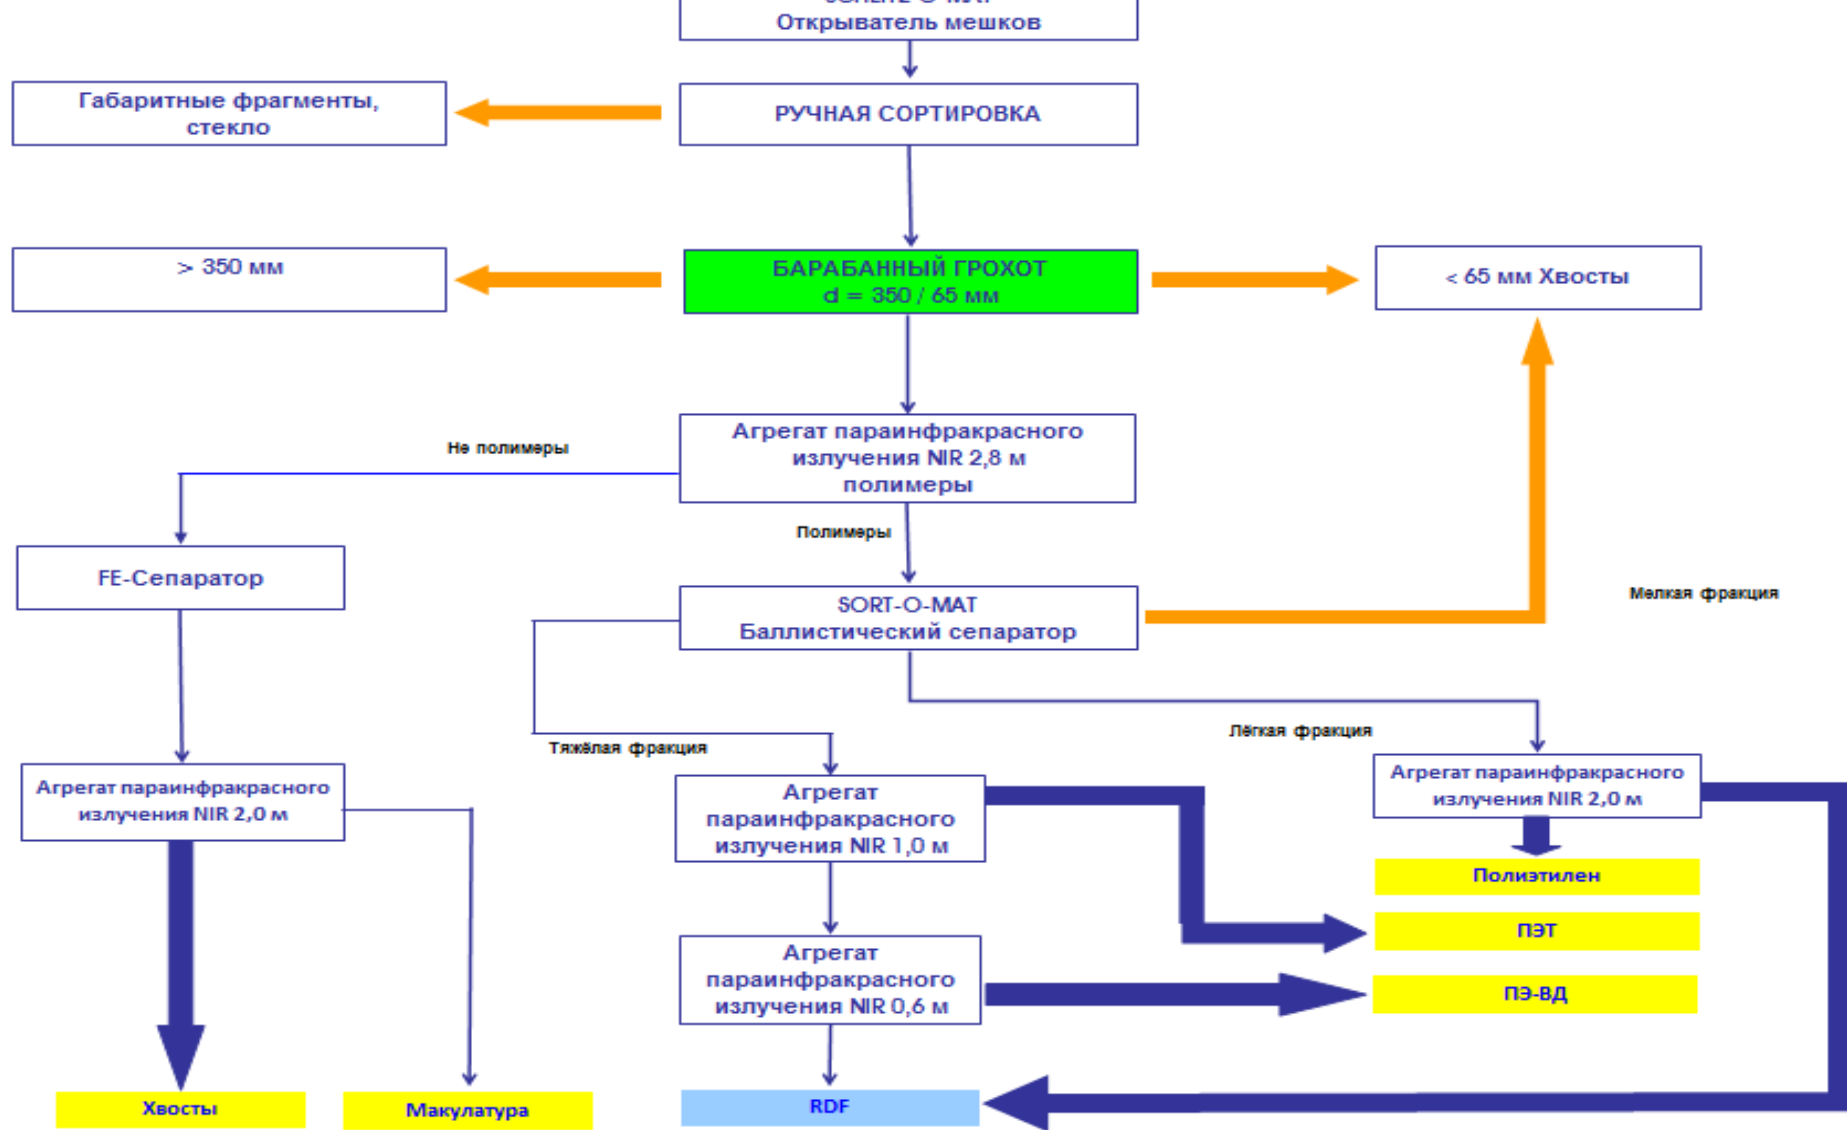 Открыватель мешков
Габаритные фрагменты,
стекло
РУЧНАЯ СОРТИРОВКА
> 350 мм
БАРАБАННЫЙ ГРОХОТ
d = 350 / 65 мм
< 65 мм Хвосты
Не полимеры
Агрегат параинфракрасного
излучения NIR 2,8 м
полимеры
Полимеры
FE-Сепаратор
SORT-O-MAT
Баллистический сепаратор
Мелкая фракция
Тяжёлая фракция
Лёгкая фракция
Агрегат параинфракрасного
излучения NIR 2,0 м
Агрегат
параинфракрасного
излучения NIR 1,0 м
Агрегат параинфракрасного
излучения NIR 2,0 м
Полиэтилен
ПЭТ
Агрегат
параинфракрасного
излучения NIR 0,6 м
ПЭ-ВД
Хвосты
Макулатура
RDF